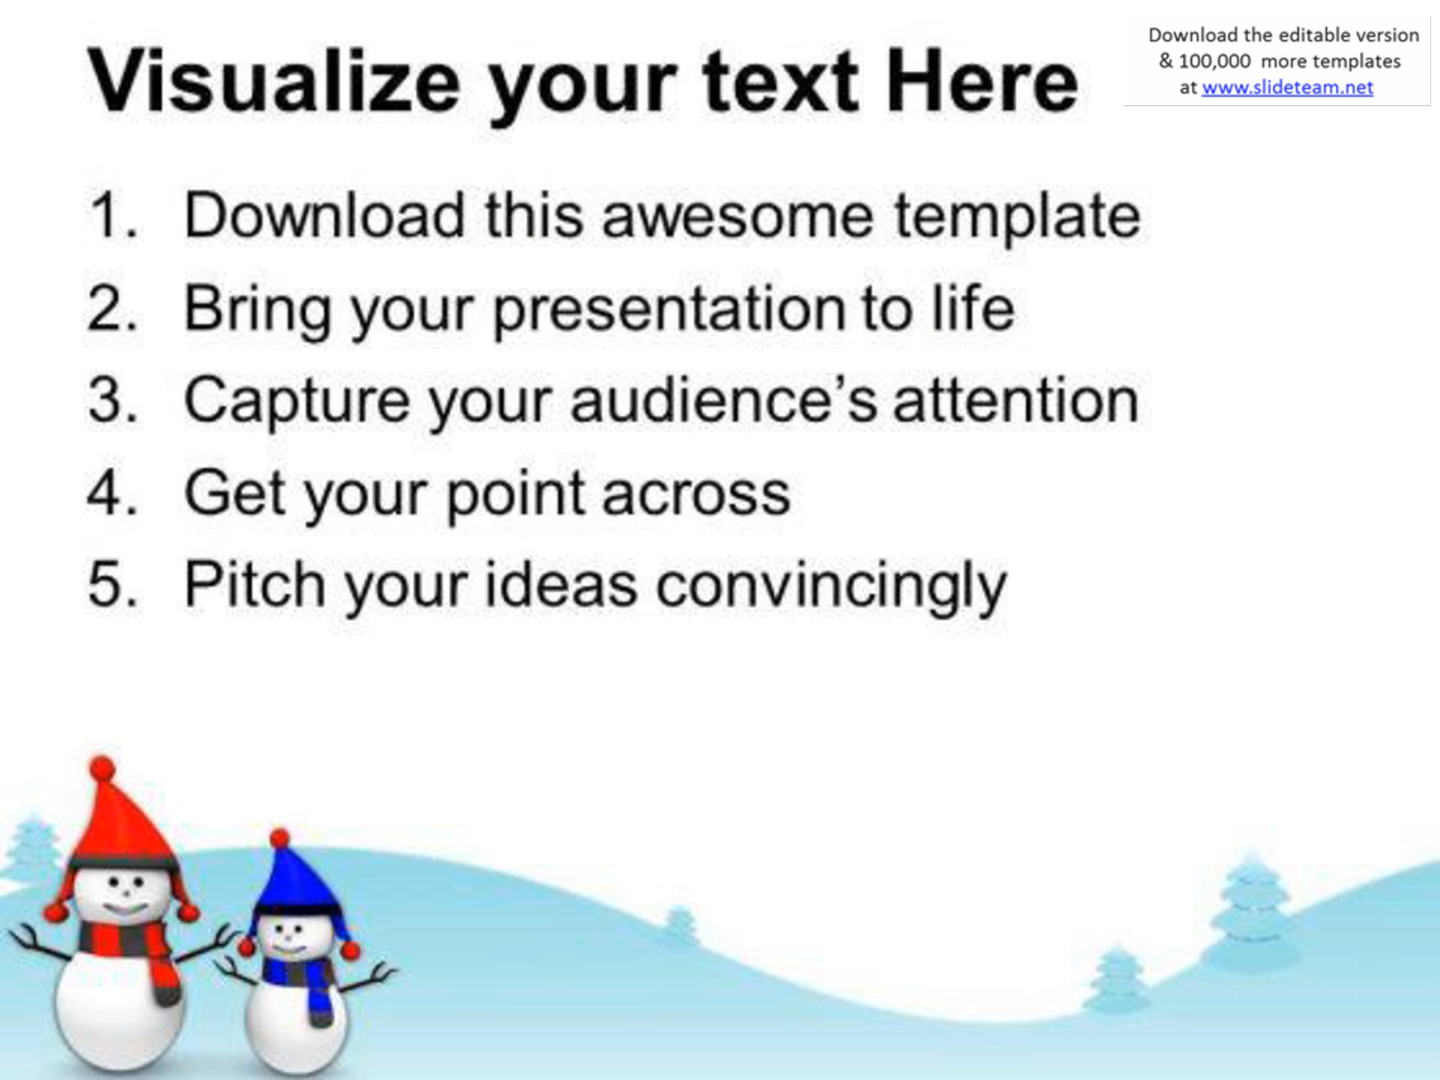 Visualize your text Here
Download the editable version
& 100,000 more templates
at www.slideteam.net
1. Download this awesome template
2. Bring your presentation to life
3. Capture your audience’s attention
4. Get your point across
5. Pitch your ideas convincingly